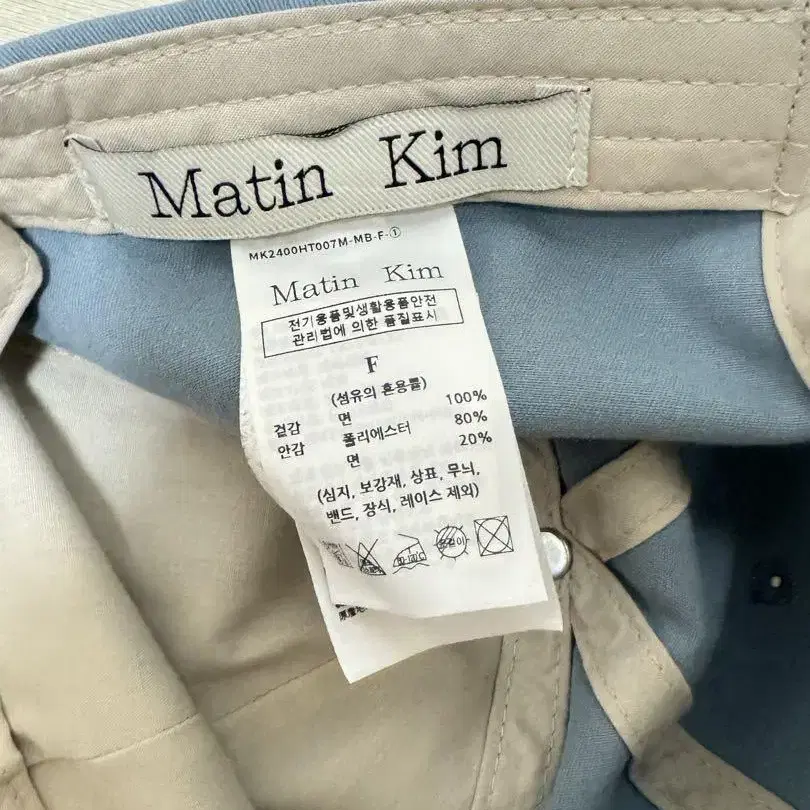 Matin Kim
MK2400HT007M-MB-F-①
Matin Kim
전기용품및생활용품안전
관리법에 의한 품질표시
F
(섬유의 혼용률)
겉감 면 100%
안감 폴리에스터 80%
면 20%
(심지, 보강재, 상표, 무늬,
밴드, 장식, 레이스 제외)